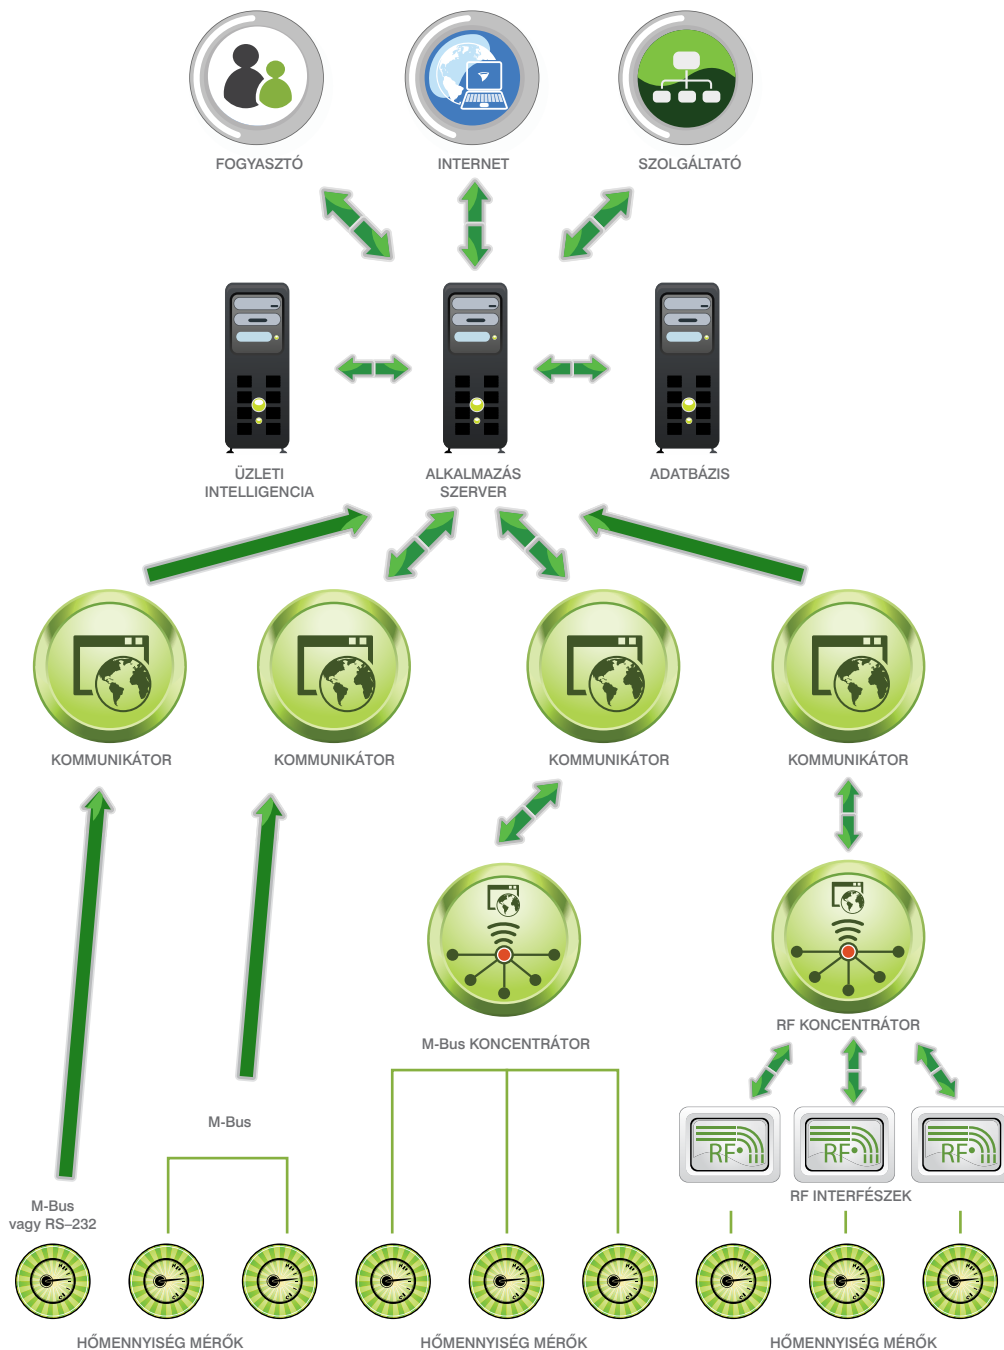 FOGYASZTÓ
INTERNET
SZOLGÁLTATÓ
ÜZLETI
INTELLIGENCIA
ALKALMAZÁS
SZERVER
ADATBÁZIS
KOMMUNIKÁTOR
KOMMUNIKÁTOR
KOMMUNIKÁTOR
KOMMUNIKÁTOR
M-Bus KONCENTRÁTOR
RF KONCENTRÁTOR
M-Bus
RF
RF
RF
RF INTERFÉSZEK
M-Bus
vagy RS–232
HŐMENNYISÉG MÉRŐK
HŐMENNYISÉG MÉRŐK
HŐMENNYISÉG MÉRŐK